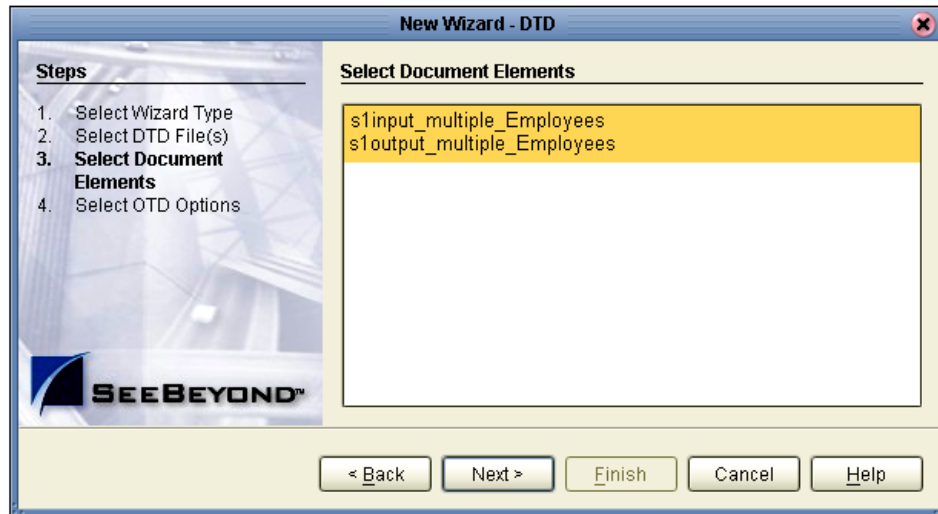 New Wizard - DTD
Steps
1. Select Wizard Type
2. Select DTD File(s)
3. Select Document
Elements
4. Select OTD Options
SEEBEYOND™
Select Document Elements
s1input_multiple_Employees
s1output_multiple_Employees
< Back Next > Finish Cancel Help